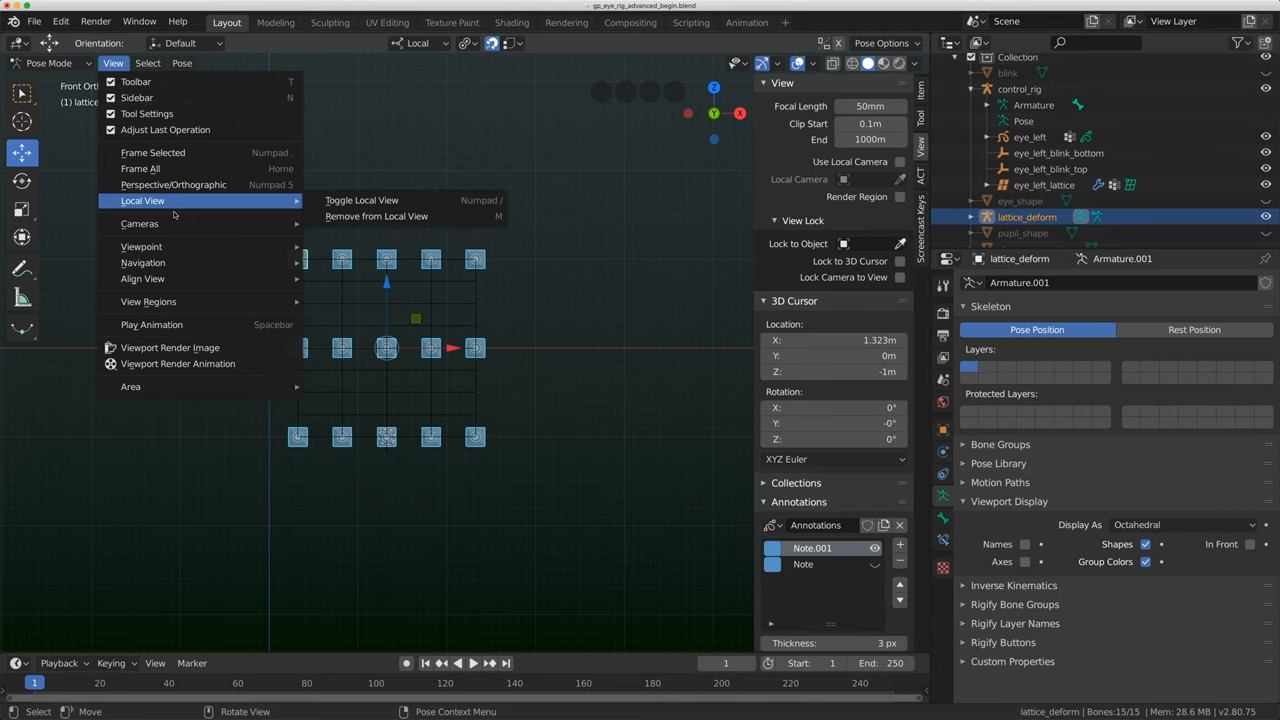 gp_eye_rig_advanced_begin.blend
File Edit Render Window Help Layout Modeling Sculpting UV Editing Texture Paint Shading Rendering Compositing Scripting Animation Scene View Layer
Orientation: Default Local Pose Options
Pose Mode View Select Pose
Toolbar T
Sidebar N
Tool Settings
Adjust Last Operation
Frame Selected Numpad .
Frame All Home
Perspective/Orthographic Numpad 5
Local View
Cameras
Viewpoint
Navigation
Align View
View Regions
Play Animation Spacebar
Viewport Render Image
Viewport Render Animation
Area
Toggle Local View Numpad /
Remove from Local View M
Front Ort
(1) lattice
Z
Y
X
View
Focal Length 50mm
Clip Start 0.1m
End 1000m
Use Local Camera
Local Camera:
Render Region
View Lock
Lock to Object
Lock to 3D Cursor
Lock Camera to View
3D Cursor
Location:
X: 1.323m
Y: 0m
Z: -1m
Rotation:
X: 0°
Y: -0°
Z: 0°
XYZ Euler
Collections
Annotations
Annotations
Note.001
Note
Thickness: 3 px
Item
Tool
View
ACT
Screencast Keys
Collection
blink
control_rig
Armature
Pose
eye_left
eye_left_blink_bottom
eye_left_blink_top
eye_left_lattice
eye_shape
lattice_deform
pupil_shape
lattice_deform Armature.001
Armature.001
Skeleton
Pose Position Rest Position
Layers:
Protected Layers:
Bone Groups
Pose Library
Motion Paths
Viewport Display
Display As Octahedral
Names Shapes In Front
Axes Group Colors
Inverse Kinematics
Rigify Bone Groups
Rigify Layer Names
Rigify Buttons
Custom Properties
Playback Keying View Marker 1 Start: 1 End: 250
1 20 40 60 80 100 120 140 160 180 200 220 240
Select Move Rotate View Pose Context Menu lattice_deform | Bones:15/15 | Mem: 28.6 MB | v2.80.75